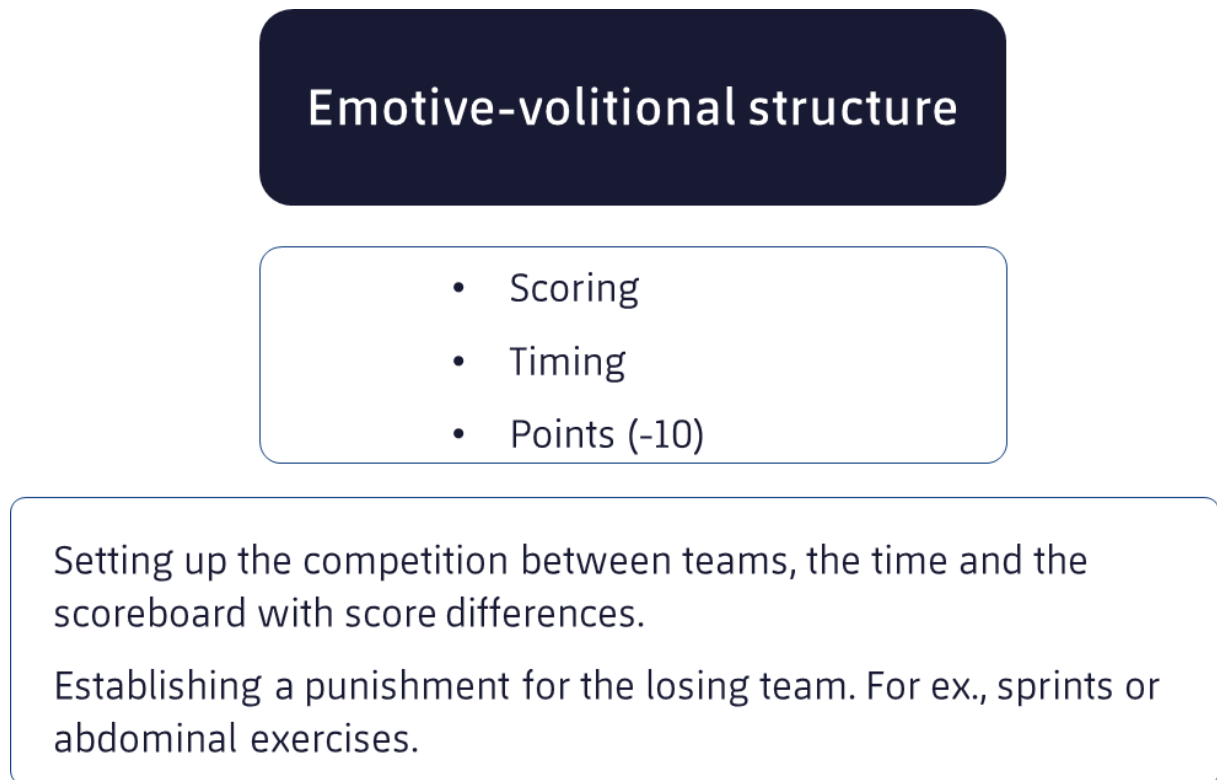 Emotive-volitional structure
• Scoring
• Timing
• Points (-10)
Setting up the competition between teams, the time and the
scoreboard with score differences.
Establishing a punishment for the losing team. For ex., sprints or
abdominal exercises.